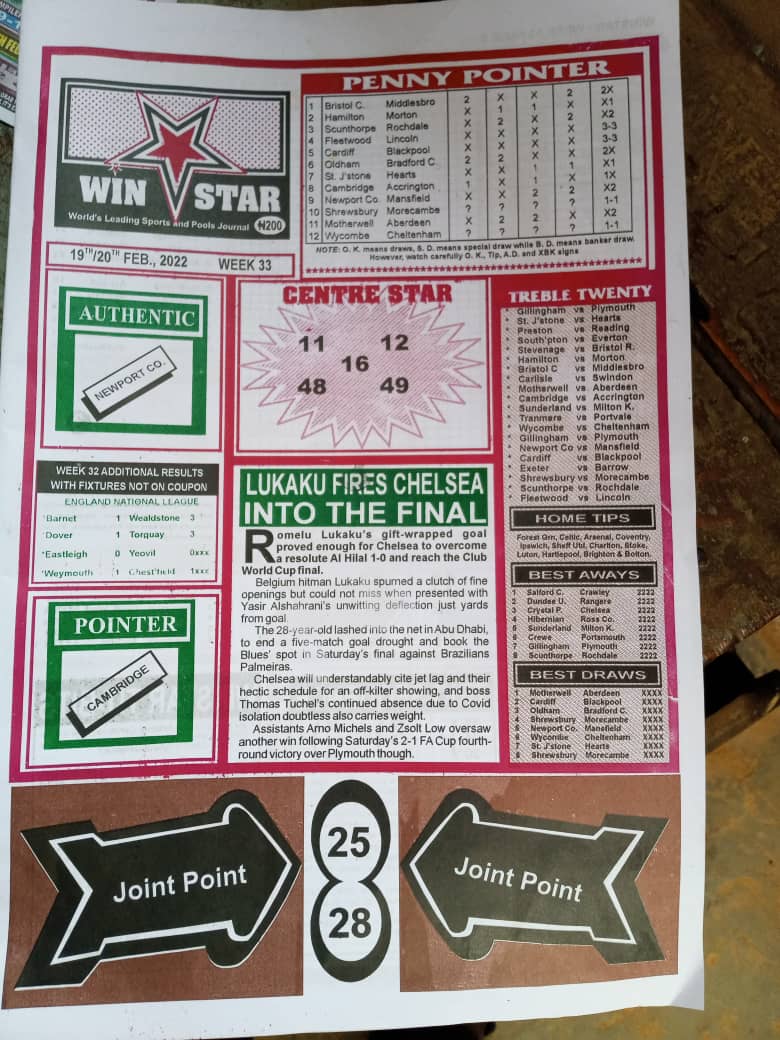 WIN STAR
World's Leading Sports and Pools Journal ₦200
19TH/20TH FEB., 2022 WEEK 33
PENNY POINTER
1 Bristol C. Middlesbro 2 X X 2 2X
2 Hamilton Morton X 1 1 X X1
3 Scunthorpe Rochdale X 2 X X X2
4 Fleetwood Lincoln X X X X 3-3
5 Cardiff Blackpool X X X X 3-3
6 Oldham Bradford C. 2 2 X X 2X
7 St. J'stone Hearts X X 1 1 X1
8 Cambridge Accrington 1 X 1 X 1X
9 Newport Co. Mansfield X X 2 2 X2
10 Shrewsbury Morecambe ? ? ? ? 1-1
11 Motherwell Aberdeen X 2 2 X X2
12 Wycombe Cheltenham ? ? ? ? 1-1
NOTE: O. K. means draws, S. D. means special draw while B. D. means banker draw.
However, watch carefully O. K., Tip, A.D. and XBK signs
AUTHENTIC
NEWPORT CO.
CENTRE STAR
11 12
16
48 49
TREBLE TWENTY
* Gillingham vs Plymouth
* St. J'stone vs Hearts
* Preston vs Reading
* South'pton vs Everton
* Stevenage vs Bristol R.
* Hamilton vs Morton
* Bristol C vs Middlesbro
* Carlisle vs Swindon
* Motherwell vs Aberdeen
* Cambridge vs Accrington
* Sunderland vs Milton K.
* Tranmere vs Portvale
* Wycombe vs Cheltenham
* Gillingham vs Plymouth
* Newport Co vs Mansfield
* Cardiff vs Blackpool
* Exeter vs Barrow
* Shrewsbury vs Morecambe
* Scunthorpe vs Rochdale
* Fleetwood vs Lincoln
WEEK 32 ADDITIONAL RESULTS
WITH FIXTURES NOT ON COUPON
ENGLAND NATIONAL LEAGUE
*Barnet 1 Wealdstone 3
*Dover 1 Torquay 3
*Eastleigh 0 Yeovil 0xxx
*Weymouth 1 Chest'field 1xxx
POINTER
CAMBRIDGE
LUKAKU FIRES CHELSEA
INTO THE FINAL
Romelu Lukaku's gift-wrapped goal
proved enough for Chelsea to overcome
a resolute Al Hilal 1-0 and reach the Club
World Cup final.
Belgium hitman Lukaku spurned a clutch of fine
openings but could not miss when presented with
Yasir Alshahrani's unwitting deflection just yards
from goal.
The 28-year-old lashed into the net in Abu Dhabi,
to end a five-match goal drought and book the
Blues' spot in Saturday's final against Brazilians
Palmeiras.
Chelsea will understandably cite jet lag and their
hectic schedule for an off-kilter showing, and boss
Thomas Tuchel's continued absence due to Covid
isolation doubtless also carries weight.
Assistants Arno Michels and Zsolt Low oversaw
another win following Saturday's 2-1 FA Cup fourth-
round victory over Plymouth though.
HOME TIPS
Forest Grn, Celtic, Arsenal, Coventry,
Ipswich, Sheff Utd, Charlton, Stoke,
Luton, Hartlepool, Brighton & Bolton.
BEST AWAYS
1 Salford C. Crawley 2222
2 Dundee U. Rangers 2222
3 Crystal P. Chelsea 2222
4 Hibernian Ross Co. 2222
5 Sunderland Milton K. 2222
6 Crewe Portsmouth 2222
7 Gillingham Plymouth 2222
8 Scunthorpe Rochdale 2222
BEST DRAWS
1 Motherwell Aberdeen XXXX
2 Cardiff Blackpool XXXX
3 Oldham Bradford C. XXXX
4 Shrewsbury Morecambe XXXX
5 Newport Co. Mansfield XXXX
6 Wycombe Cheltenham XXXX
7 St. J'stone Hearts XXXX
8 Shrewsbury Morecambe XXXX
Joint Point
25
28
Joint Point